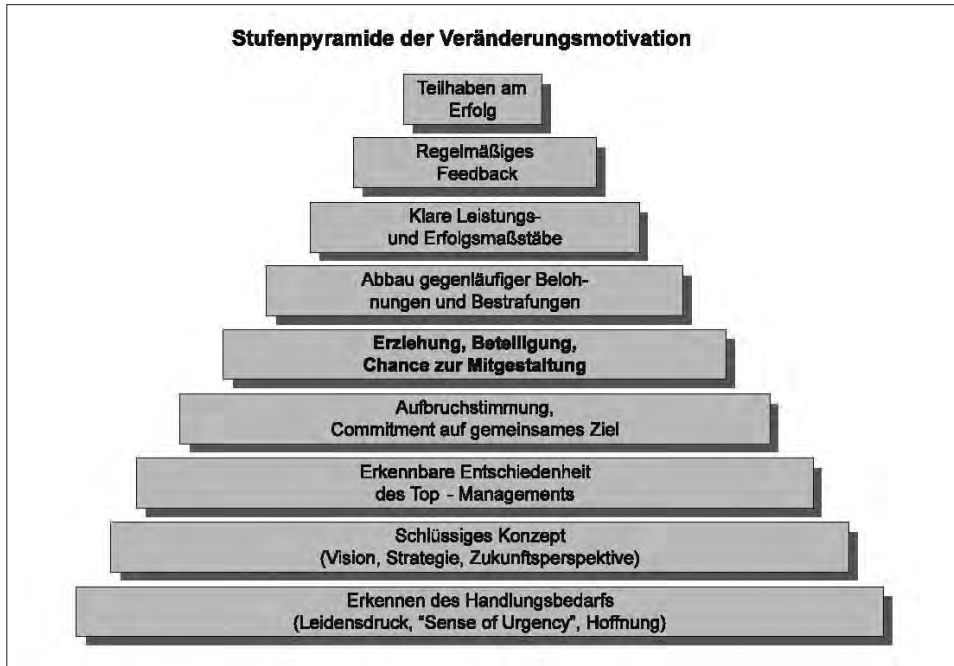 Stufenpyramide der Veränderungsmotivation
Teilhaben am
Erfolg
Regelmäßiges
Feedback
Klare Leistungs-
und Erfolgsmaßstäbe
Abbau gegenläufiger Beloh-
nungen und Bestrafungen
Erziehung, Beteiligung,
Chance zur Mitgestaltung
Aufbruchstimmung,
Commitment auf gemeinsames Ziel
Erkennbare Entschiedenheit
des Top - Managements
Schlüssiges Konzept
(Vision, Strategie, Zukunftsperspektive)
Erkennen des Handlungsbedarfs
(Leidensdruck, "Sense of Urgency", Hoffnung)